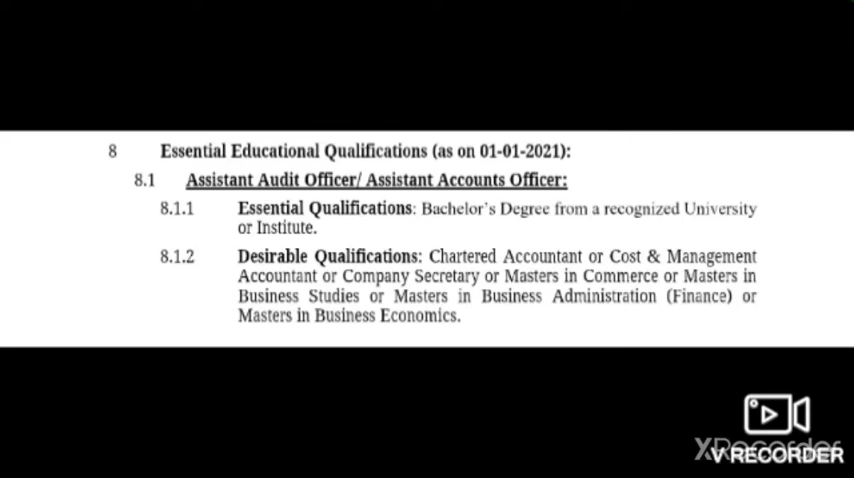 8 Essential Educational Qualifications (as on 01-01-2021):
8.1 Assistant Audit Officer/ Assistant Accounts Officer:
8.1.1 Essential Qualifications: Bachelor's Degree from a recognized University
or Institute.
8.1.2 Desirable Qualifications: Chartered Accountant or Cost & Management
Accountant or Company Secretary or Masters in Commerce or Masters in
Business Studies or Masters in Business Administration (Finance) or
Masters in Business Economics.
XRecorder
V RECORDER